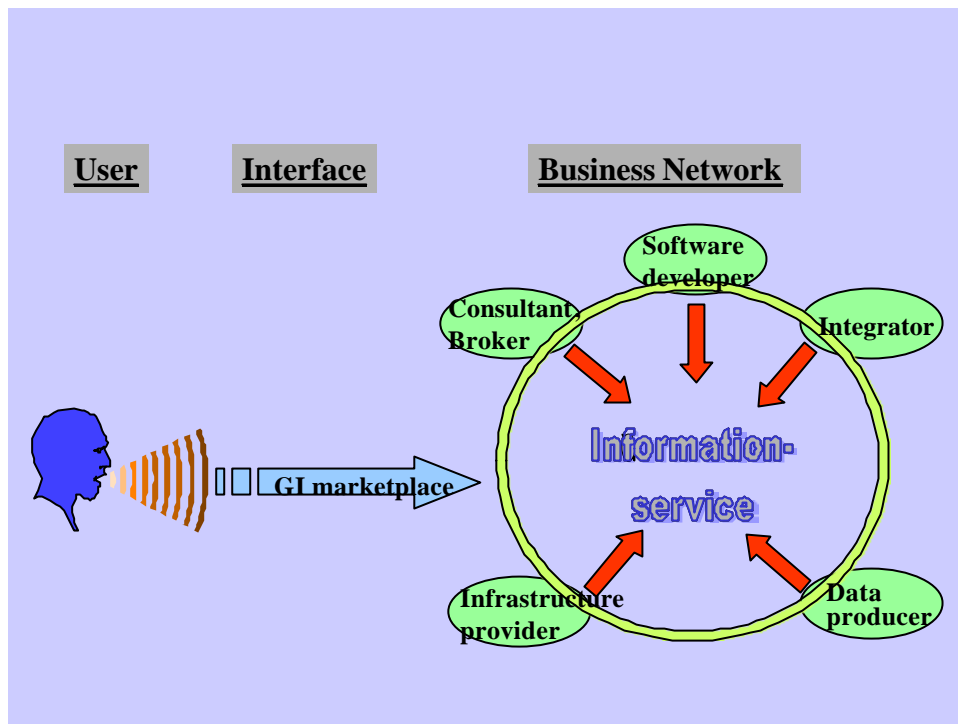 User
Interface
Business Network
Software
developer
Consultant,
Broker
Integrator
Information-
service
GI marketplace
Infrastructure
provider
Data
producer